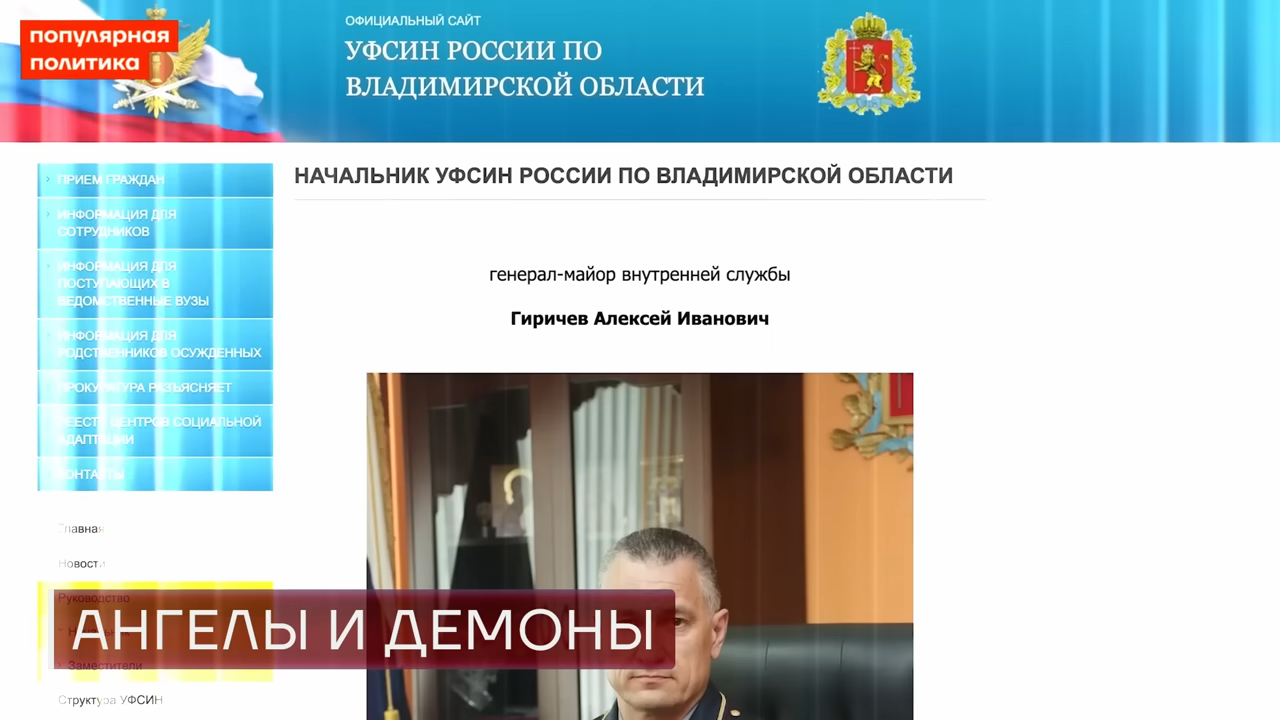 популярная
политика
ОФИЦИАЛЬНЫЙ САЙТ
УФСИН РОССИИ ПО
ВЛАДИМИРСКОЙ ОБЛАСТИ
ПРИЕМ ГРАЖДАН
ИНФОРМАЦИЯ ДЛЯ
СОТРУДНИКОВ
ИНФОРМАЦИЯ ДЛЯ
ПОСТУПАЮЩИХ В
ВЕДОМСТВЕННЫЕ ВУЗЫ
ИНФОРМАЦИЯ ДЛЯ
РОДСТВЕННИКОВ ОСУЖДЕННЫХ
ПРОКУРАТУРА РАЗЪЯСНЯЕТ
РЕЕСТР ЦЕНТРОВ СОЦИАЛЬНОЙ
АДАПТАЦИИ
КОНТАКТЫ
Главная
Новости
Руководство
Заместители
Структура УФСИН
НАЧАЛЬНИК УФСИН РОССИИ ПО ВЛАДИМИРСКОЙ ОБЛАСТИ
генерал-майор внутренней службы
Гиричев Алексей Иванович
АНГЕЛЫ И ДЕМОНЫ